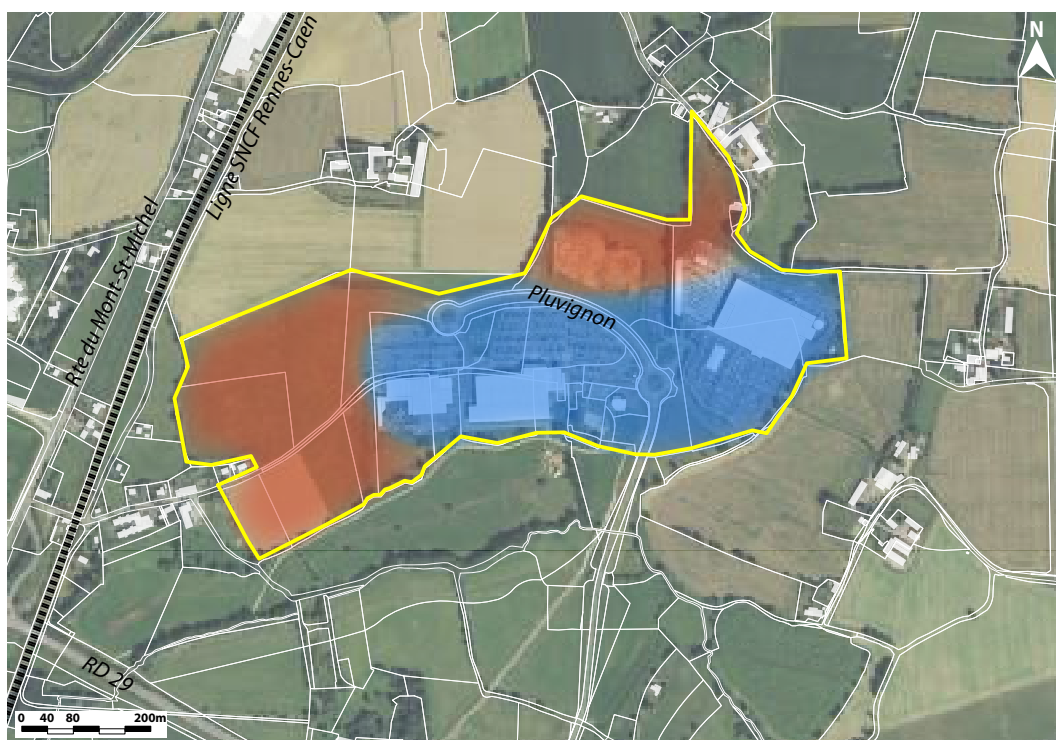 N
Ligne SNCF Rennes-Caen
Rte du Mont-St-Michel
Pluvignon
RD 29
0 40 80 200m